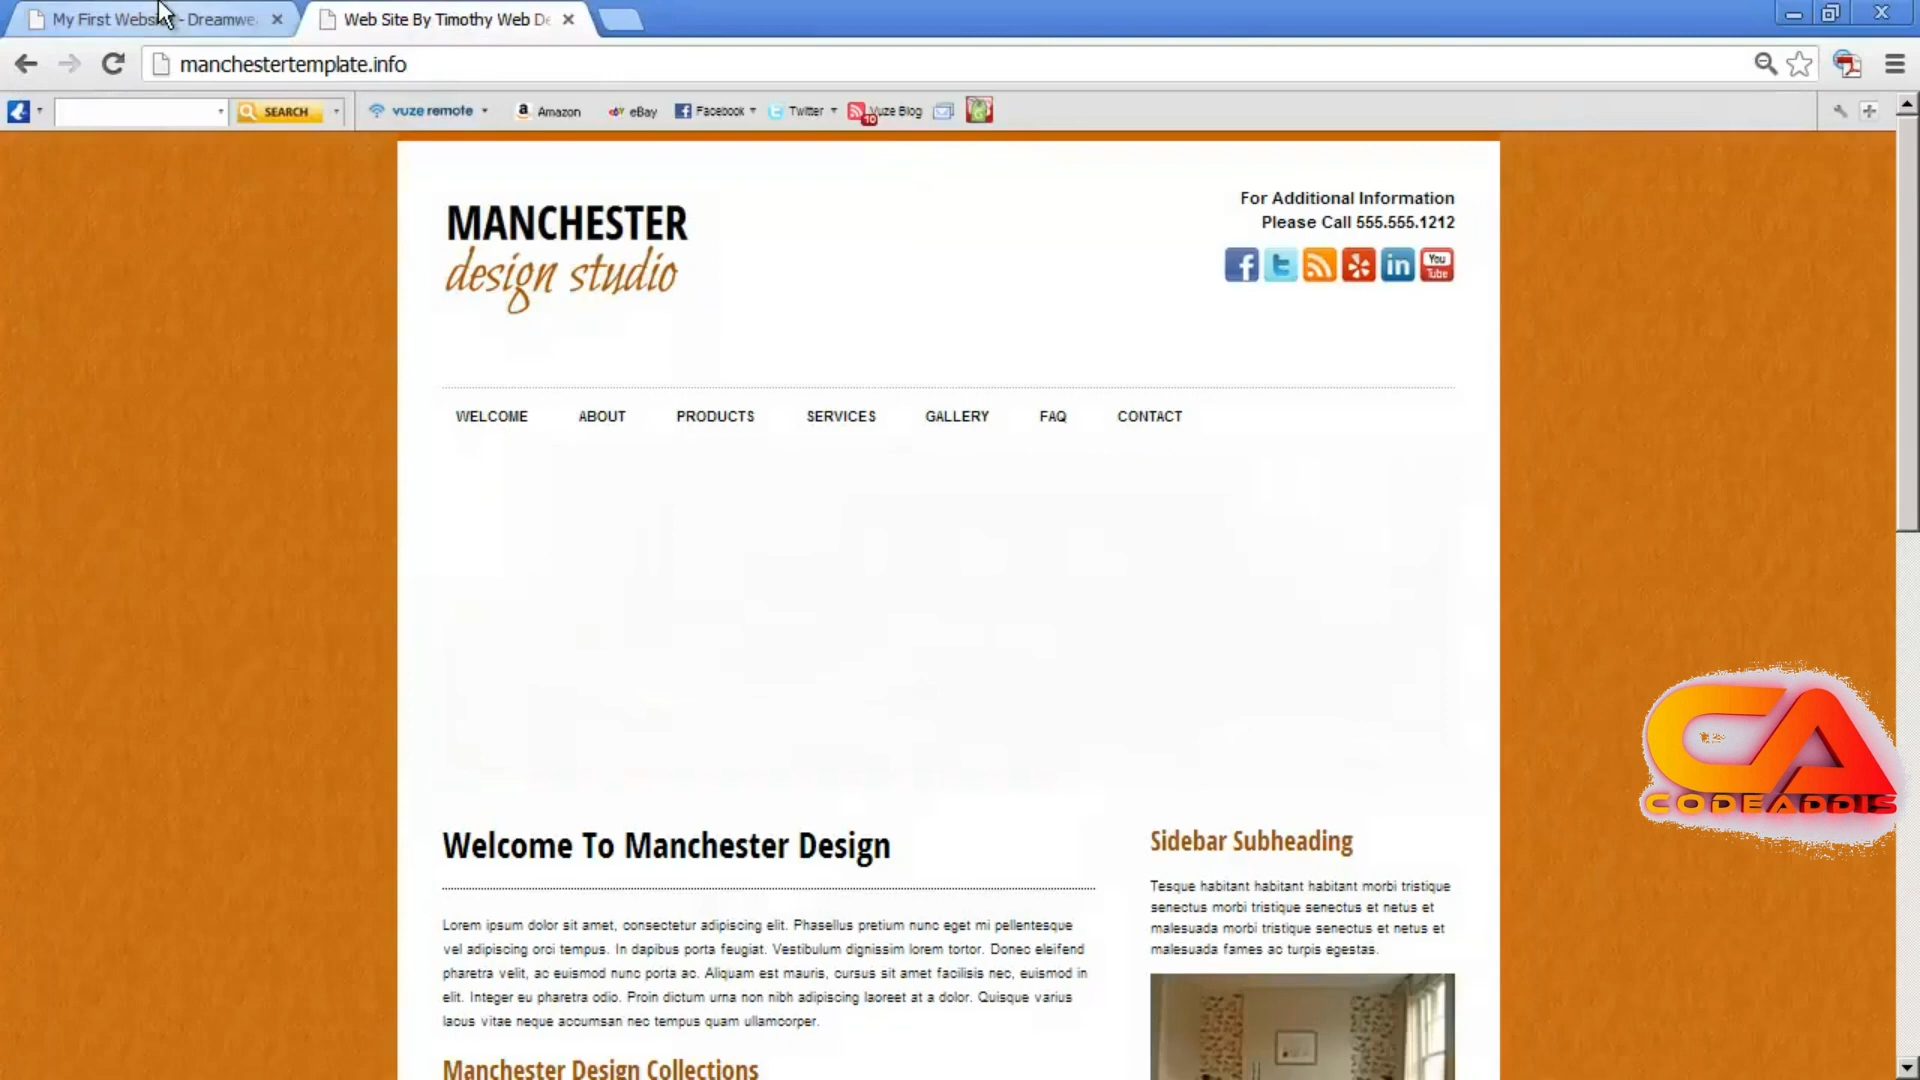 My First Website - Dreamwe
Web Site By Timothy Web De
manchestertemplate.info
SEARCH
vuze remote
a Amazon
ebY eBay
Facebook
Twitter
Vuze Blog
10
For Additional Information
Please Call 555.555.1212
MANCHESTER
design studio
f t in You Tube
WELCOME ABOUT PRODUCTS SERVICES GALLERY FAQ CONTACT
CA
CODEADDIS
Welcome To Manchester Design
Lorem ipsum dolor sit amet, consectetur adipiscing elit. Phasellus pretium nunc eget mi pellentesque
vel adipiscing orci tempus. In dapibus porta feugiat. Vestibulum dignissim lorem tortor. Donec eleifend
pharetra velit, ac euismod nunc porta ac. Aliquam est mauris, cursus sit amet facilisis nec, euismod in
elit. Integer eu pharetra odio. Proin dictum urna non nibh adipiscing laoreet at a dolor. Quisque varius
lacus vitae neque accumsan nec tempus quam ullamcorper.
Manchester Design Collections
Sidebar Subheading
Tesque habitant habitant habitant morbi tristique
senectus morbi tristique senectus et netus et
malesuada morbi tristique senectus et netus et
malesuada fames ac turpis egestas.